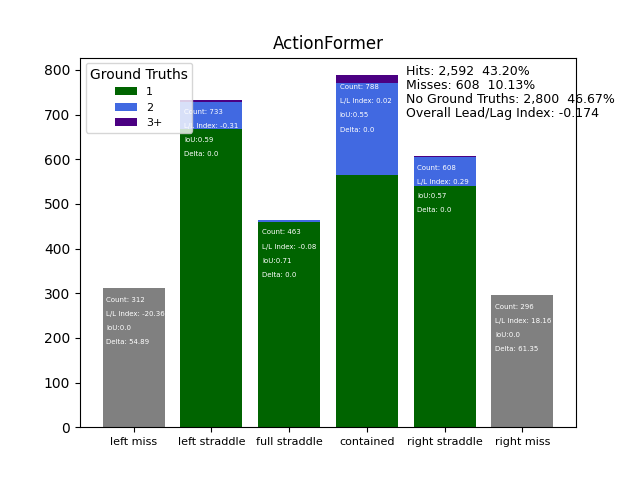 ActionFormer
Ground Truths
1
2
3+
Hits: 2,592  43.20%
Misses: 608  10.13%
No Ground Truths: 2,800  46.67%
Overall Lead/Lag Index: -0.174
800
700
600
500
400
300
200
100
0
Count: 312
L/L Index: -20.36
IoU:0.0
Delta: 54.89
Count: 733
L/L Index: -0.31
IoU:0.59
Delta: 0.0
Count: 463
L/L Index: -0.08
IoU:0.71
Delta: 0.0
Count: 788
L/L Index: 0.02
IoU:0.55
Delta: 0.0
Count: 608
L/L Index: 0.29
IoU:0.57
Delta: 0.0
Count: 296
L/L Index: 18.16
IoU:0.0
Delta: 61.35
left miss
left straddle
full straddle
contained
right straddle
right miss